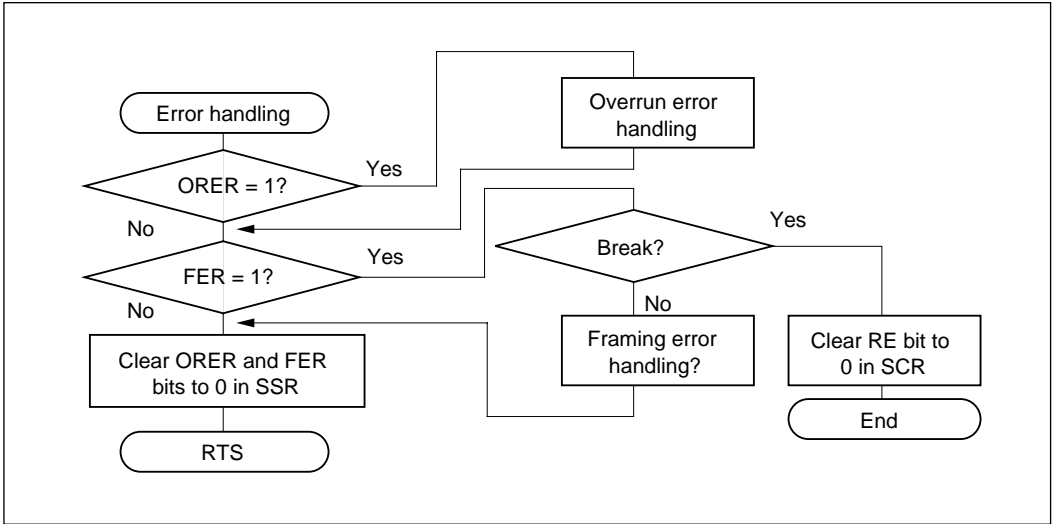 Error handling
ORER = 1?
Yes
No
Overrun error
handling
FER = 1?
Yes
No
Break?
Yes
No
Framing error
handling?
Clear RE bit to
0 in SCR
End
Clear ORER and FER
bits to 0 in SSR
RTS